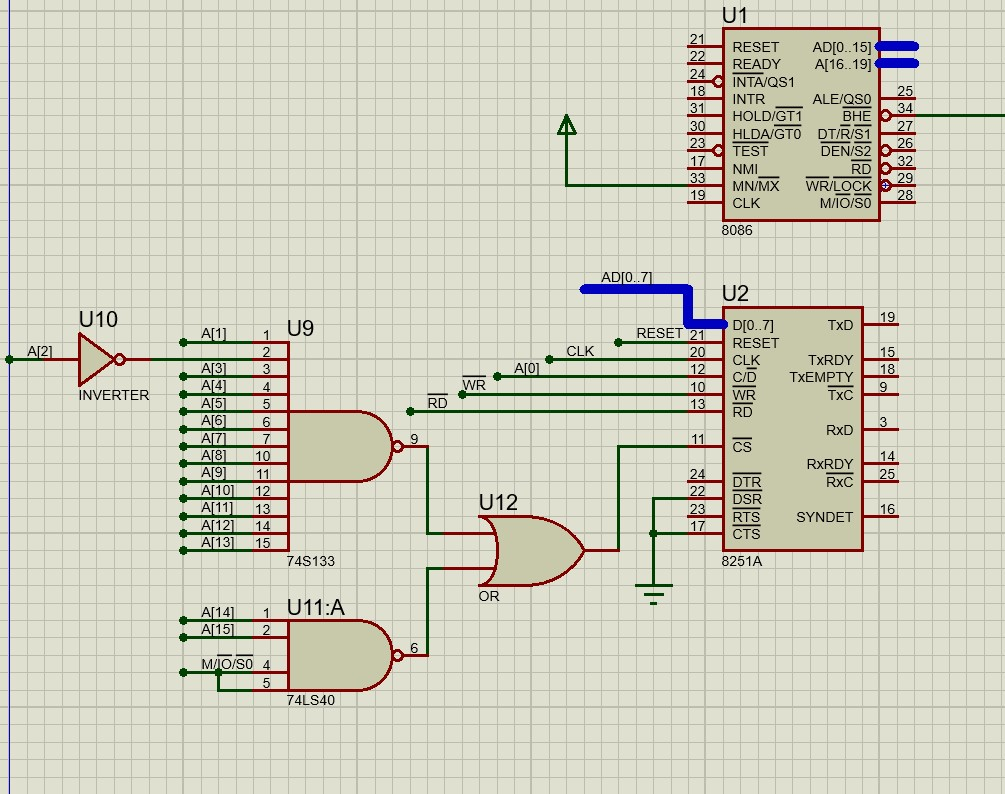 U1
21 RESET AD[0..15]
22 READY A[16..19]
24 INTA/QS1
18 INTR ALE/QS0 25
31 HOLD/GT1 BHE 34
30 HLDA/GT0 DT/R/S1 27
23 TEST DEN/S2 26
17 NMI RD 32
33 MN/MX WR/LOCK 29
19 CLK M/IO/S0 28
8086
AD[0..7]
U2
D[0..7] TxD 19
RESET 21 RESET
CLK 20 CLK TxRDY 15
A[0] 12 C/D TxEMPTY 18
WR 10 WR TxC 9
RD 13 RD
RxD 3
11 CS
RxRDY 14
24 DTR RxC 25
22 DSR
23 RTS SYNDET 16
17 CTS
8251A
U10
A[2]
INVERTER
U9
A[1] 1
2
A[3] 3
A[4] 4
A[5] 5
A[6] 6
A[7] 7
A[8] 10
A[9] 11
A[10] 12
A[11] 13
A[12] 14
A[13] 15
9
74S133
U12
OR
U11:A
A[14] 1
A[15] 2
M/IO/S0 4
5
6
74LS40